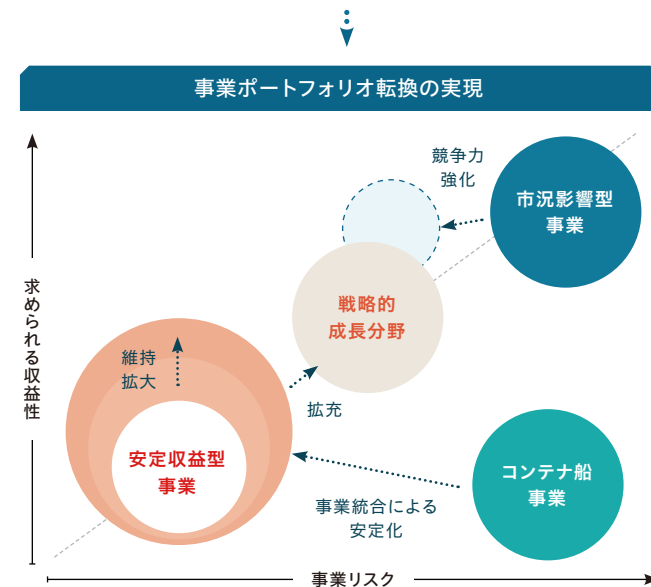 事業ポートフォリオ転換の実現
競争力
強化
市況影響型
事業
戦略的
成長分野
求められる収益性
維持
拡大
拡充
安定収益型
事業
コンテナ船
事業
事業統合による
安定化
事業リスク